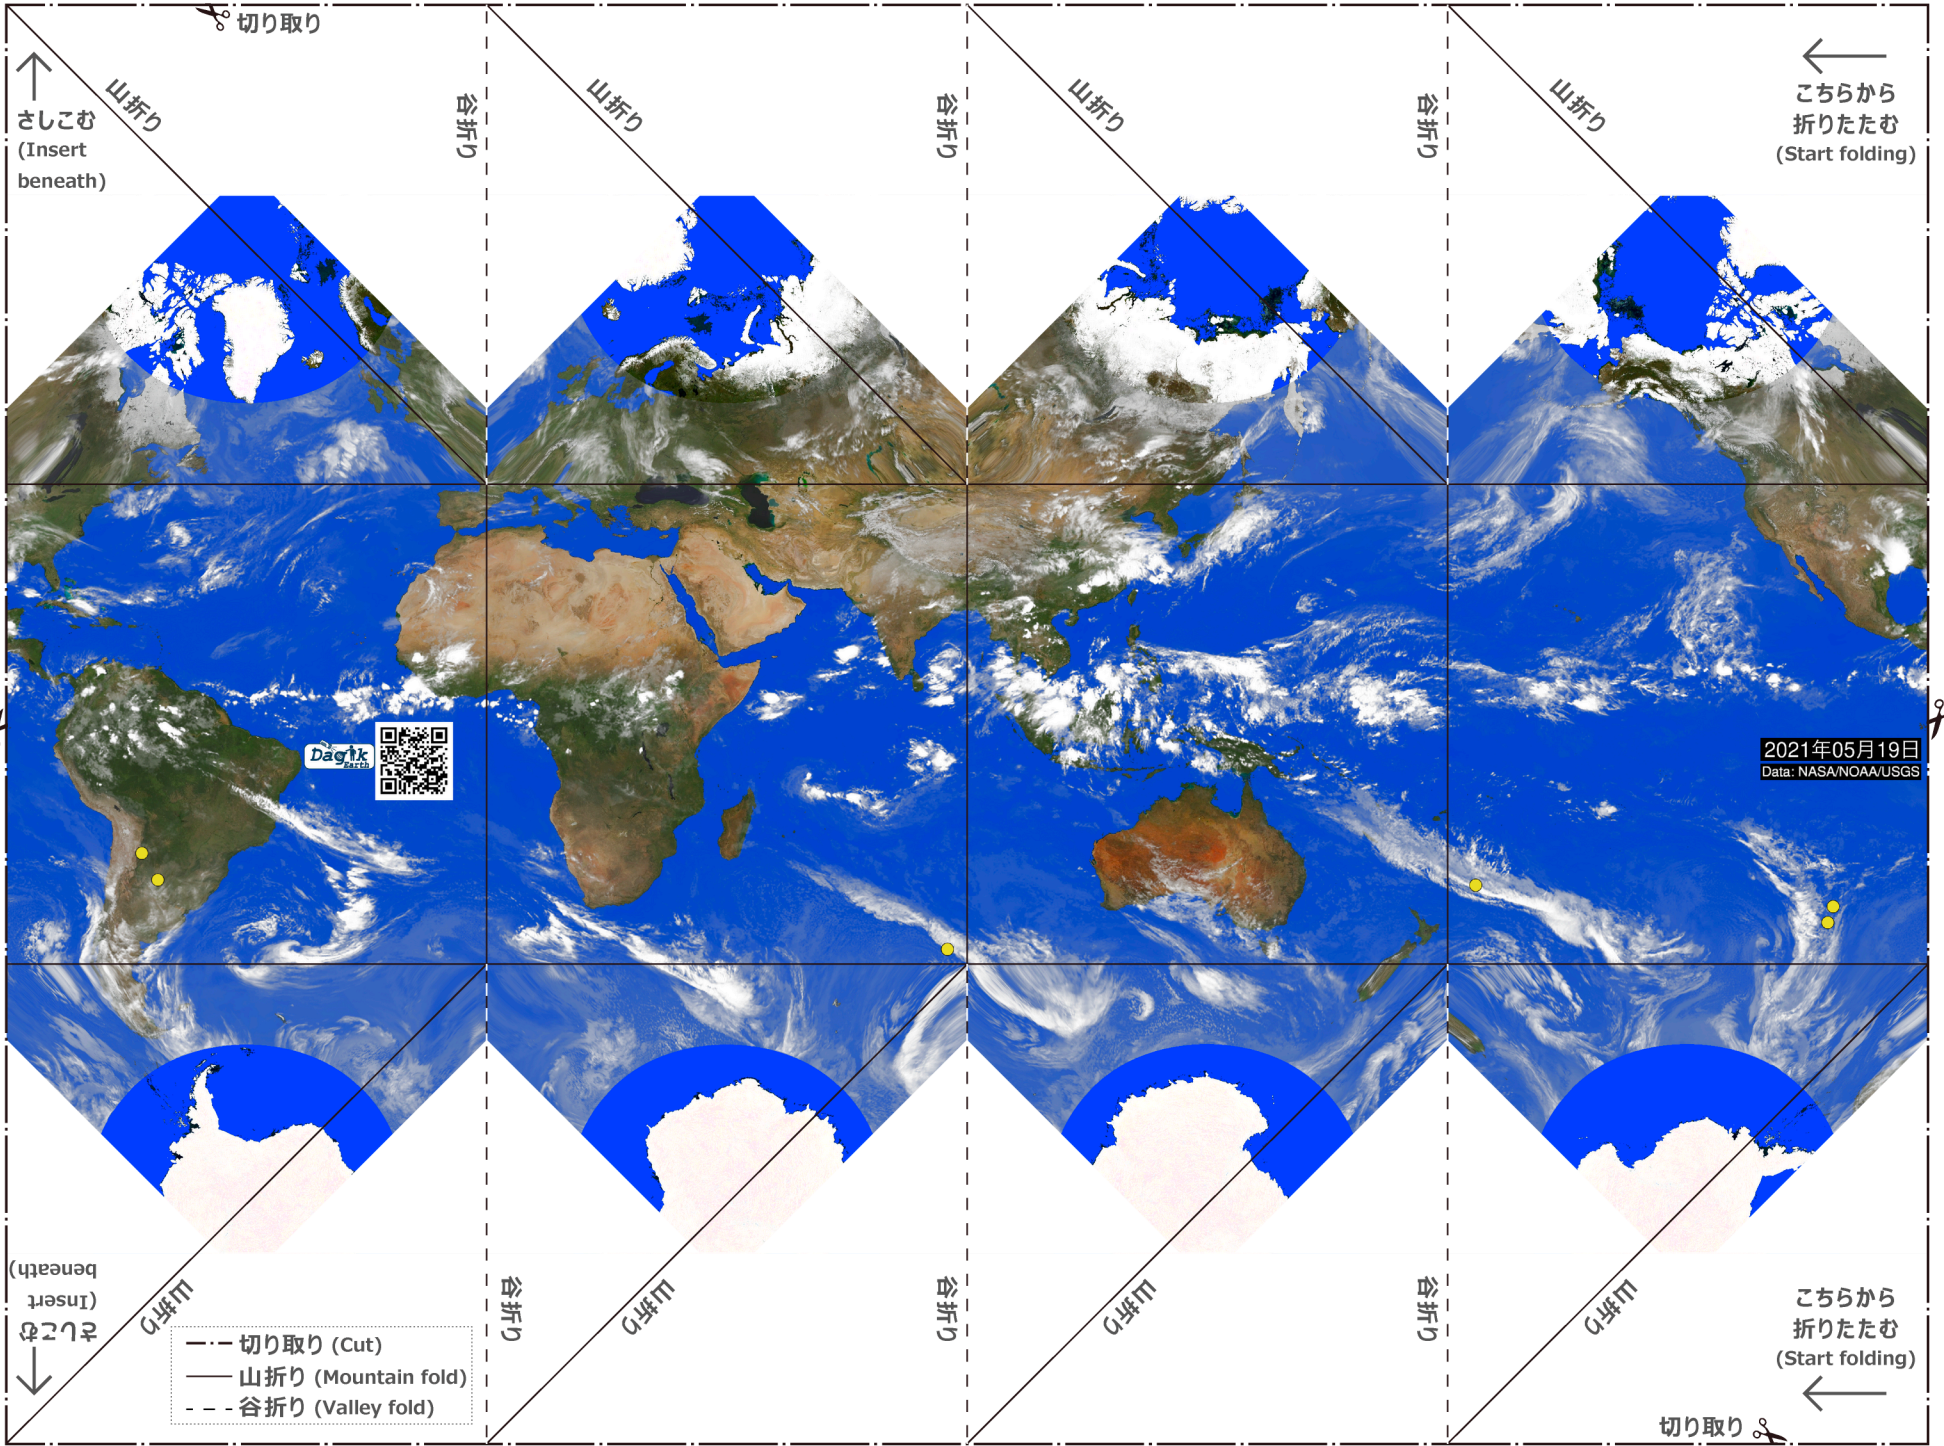 切り取り
山折り
谷折り
山折り
谷折り
山折り
谷折り
山折り
さしこむ
(Insert
beneath)
こちらから
折りたたむ
(Start folding)
Dagik
Earth
2021年05月19日
Data: NASA/NOAA/USGS
さしこむ
(Insert
beneath)
山折り
谷折り
山折り
谷折り
山折り
谷折り
山折り
こちらから
折りたたむ
(Start folding)
切り取り (Cut)
山折り (Mountain fold)
谷折り (Valley fold)
切り取り